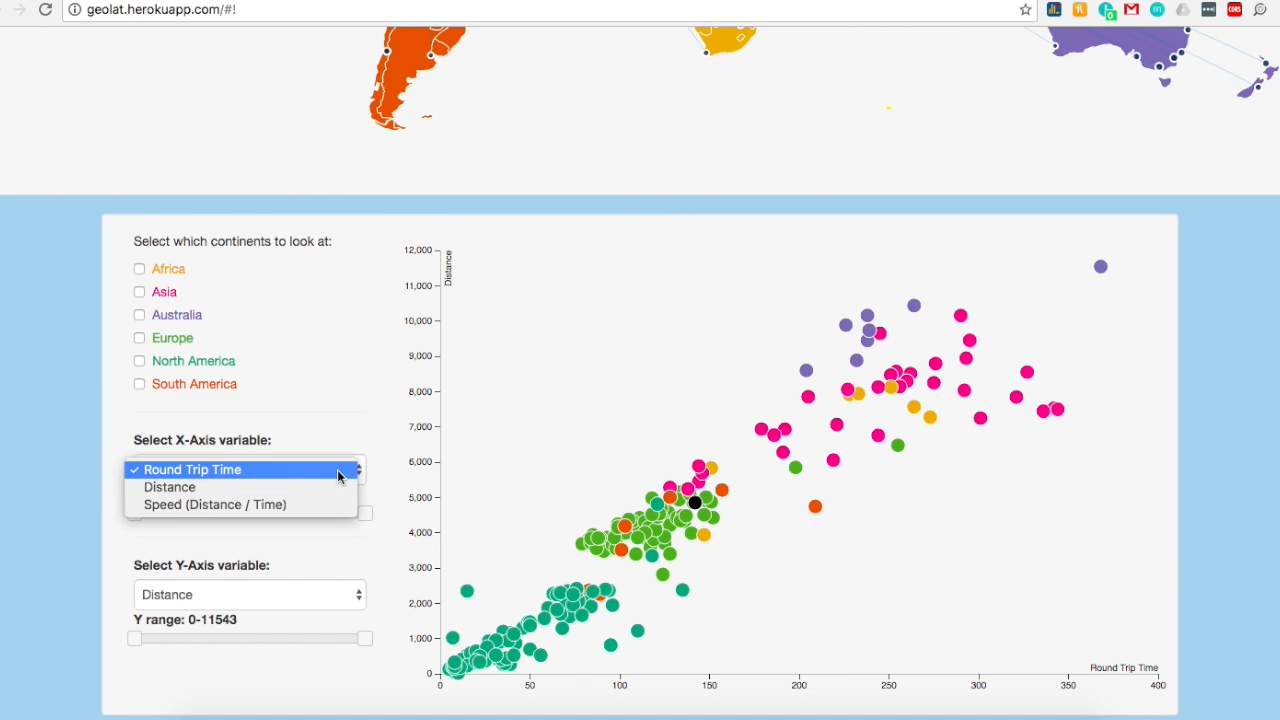 geolat.herokuapp.com/#!
0
CORS
Select which continents to look at:
Africa
Asia
Australia
Europe
North America
South America
Select X-Axis variable:
✓ Round Trip Time
Distance
Speed (Distance / Time)
Select Y-Axis variable:
Distance
Y range: 0-11543
Distance
12,000
11,000
10,000
9,000
8,000
7,000
6,000
5,000
4,000
3,000
2,000
1,000
0
Round Trip Time
0 50 100 150 200 250 300 350 400